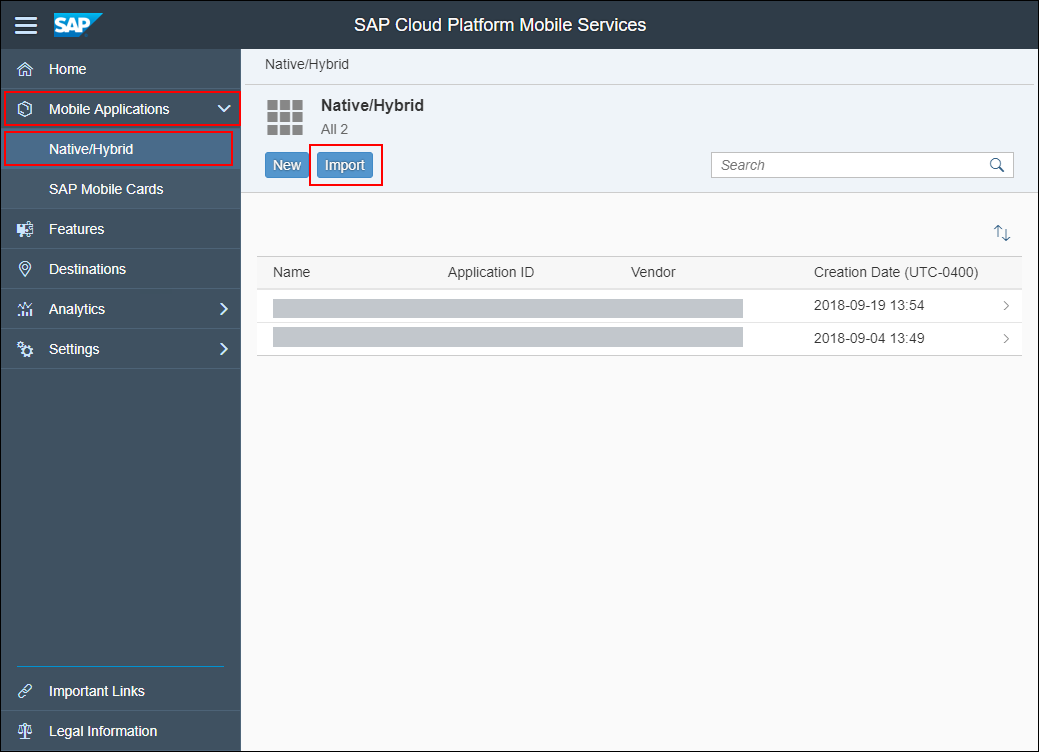 SAP
SAP Cloud Platform Mobile Services
Home
Mobile Applications
Native/Hybrid
SAP Mobile Cards
Features
Destinations
Analytics
Settings
Important Links
Legal Information
Native/Hybrid
Native/Hybrid
All 2
New
Import
Search
Name Application ID Vendor Creation Date (UTC-0400)
2018-09-19 13:54
2018-09-04 13:49